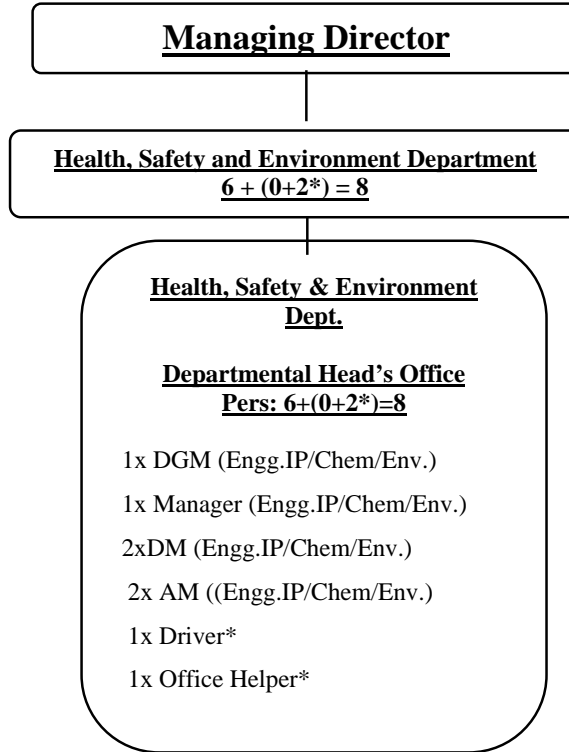 Managing Director
Health, Safety and Environment Department
6 + (0+2*) = 8
Health, Safety & Environment
Dept.
Departmental Head’s Office
Pers: 6+(0+2*)=8
1x DGM (Engg.IP/Chem/Env.)
1x Manager (Engg.IP/Chem/Env.)
2xDM (Engg.IP/Chem/Env.)
2x AM ((Engg.IP/Chem/Env.)
1x Driver*
1x Office Helper*